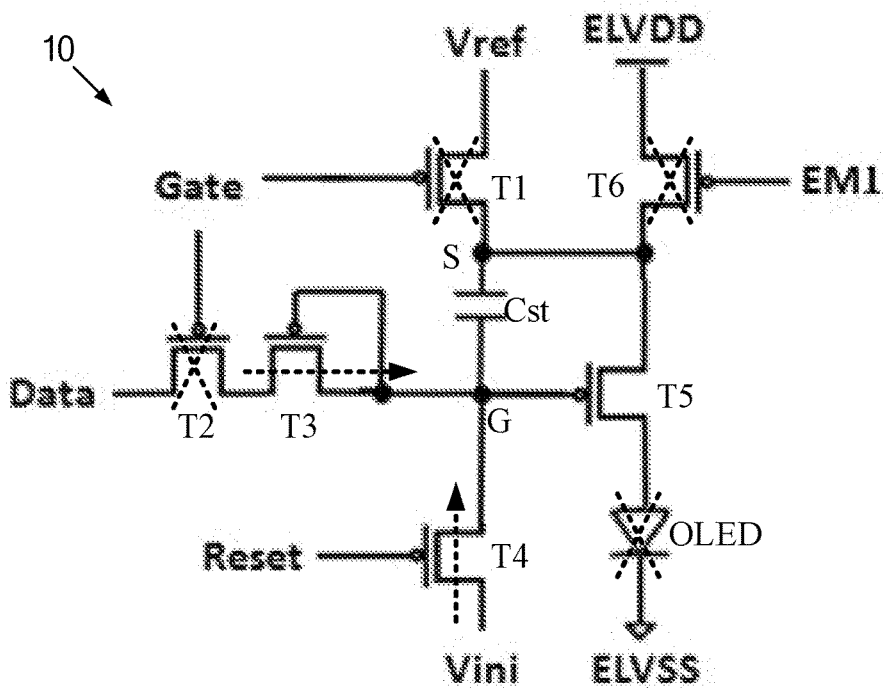 10
Vref
ELVDD
Gate
T1
T6
EM1
S
Cst
Data
T2
T3
G
T5
Reset
T4
OLED
Vini
ELVSS